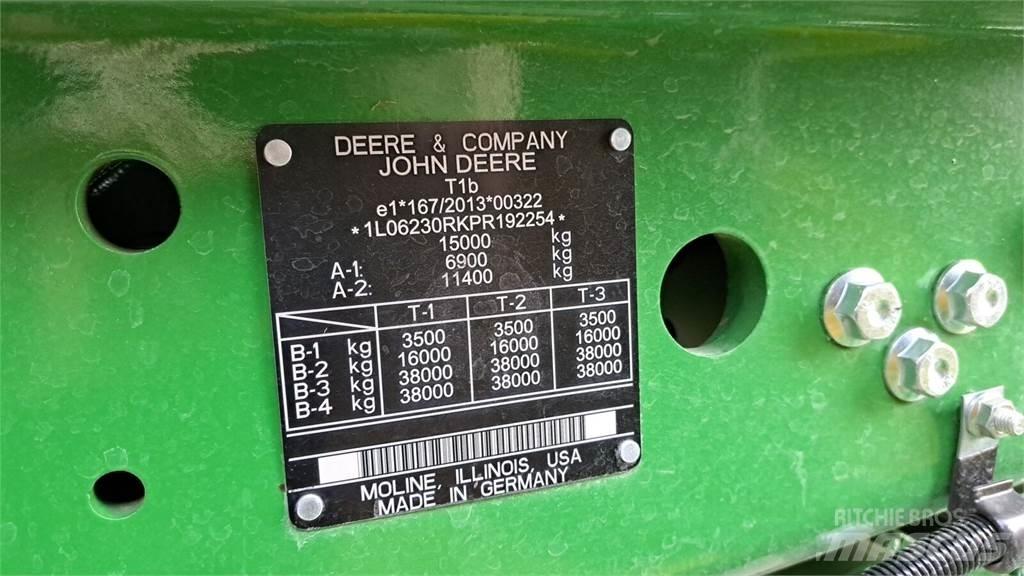 DEERE & COMPANY
JOHN DEERE
T1b
e1*167/2013*00322
*1L06230RKPR192254*
15000 kg
A-1: 6900 kg
A-2: 11400 kg
T-1 T-2 T-3
B-1 kg 3500 3500 3500
B-2 kg 16000 16000 16000
B-3 kg 38000 38000 38000
B-4 kg 38000 38000 38000
MOLINE, ILLINOIS, USA
MADE IN GERMANY
RITCHIE BROS
MASCUS